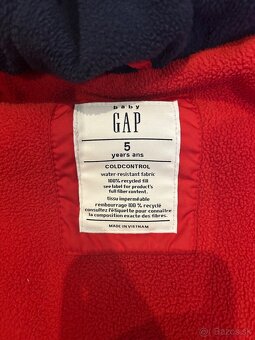 baby
GAP
5
years ans
COLDCONTROL
water-resistant fabric
100% recycled fill
see label for product's
full fiber content.
tissu imperméable
rembourrage 100 % recyclé
consultez l'étiquette pour connaître
la composition exacte des fibres.
MADE IN VIETNAM